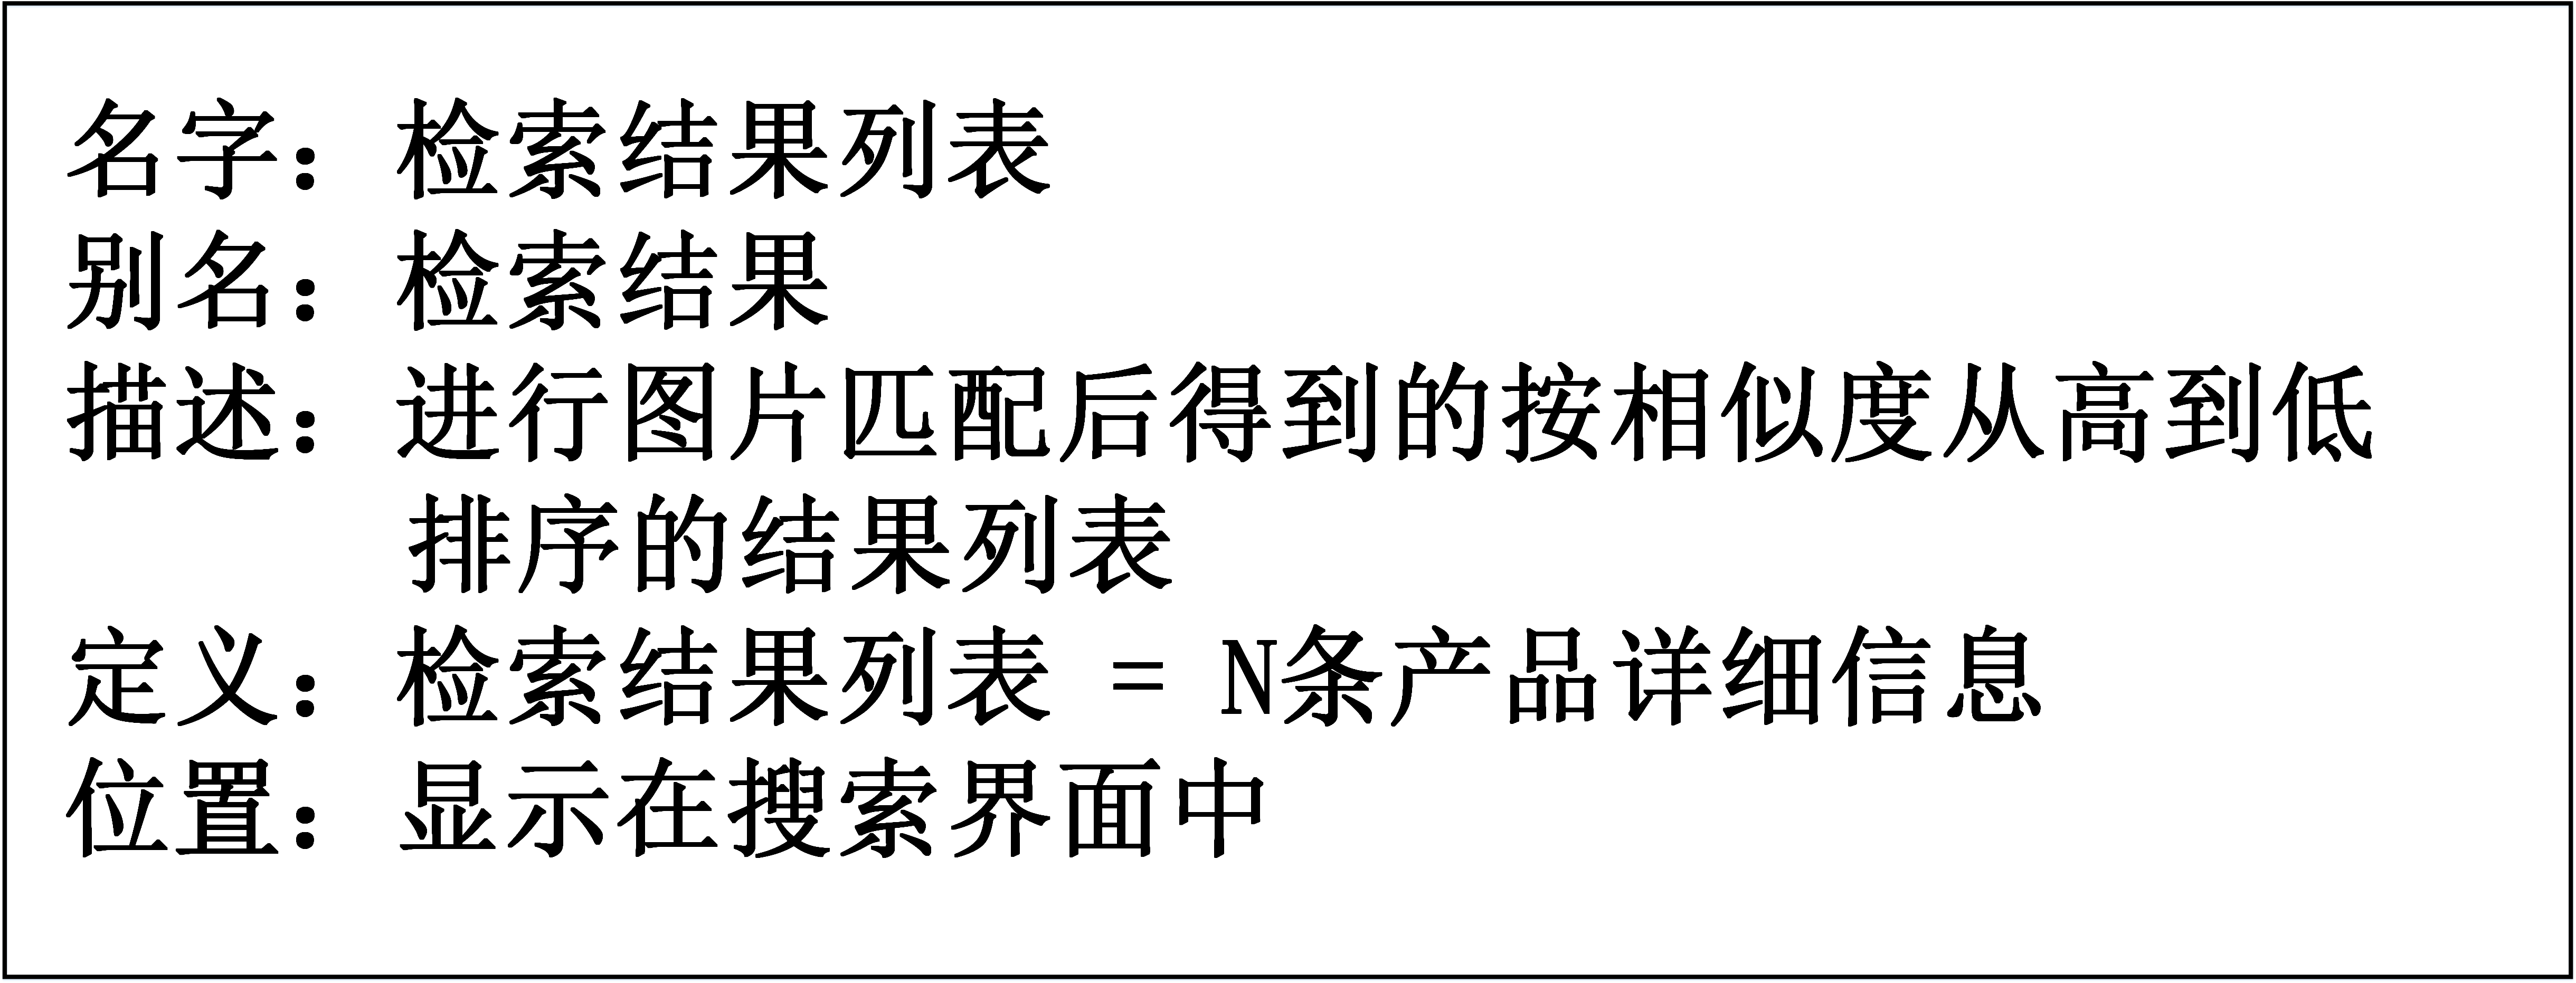 名字：检索结果列表
别名：检索结果
描述：进行图片匹配后得到的按相似度从高到低
排序的结果列表
定义：检索结果列表 = N条产品详细信息
位置：显示在搜索界面中